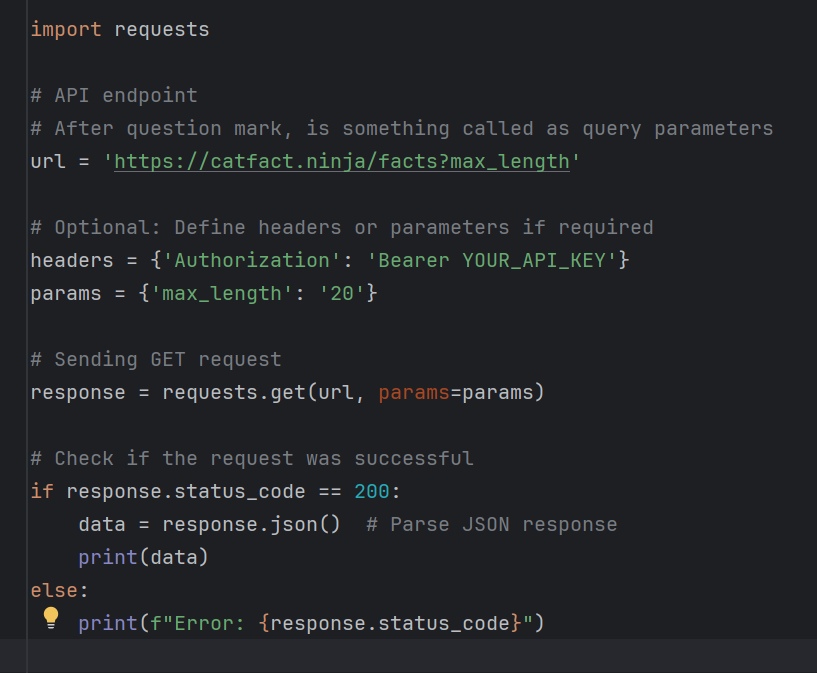 import requests
# API endpoint
# After question mark, is something called as query parameters
url = 'https://catfact.ninja/facts?max_length'
# Optional: Define headers or parameters if required
headers = {'Authorization': 'Bearer YOUR_API_KEY'}
params = {'max_length': '20'}
# Sending GET request
response = requests.get(url, params=params)
# Check if the request was successful
if response.status_code == 200:
    data = response.json()  # Parse JSON response
    print(data)
else:
    print(f"Error: {response.status_code}")